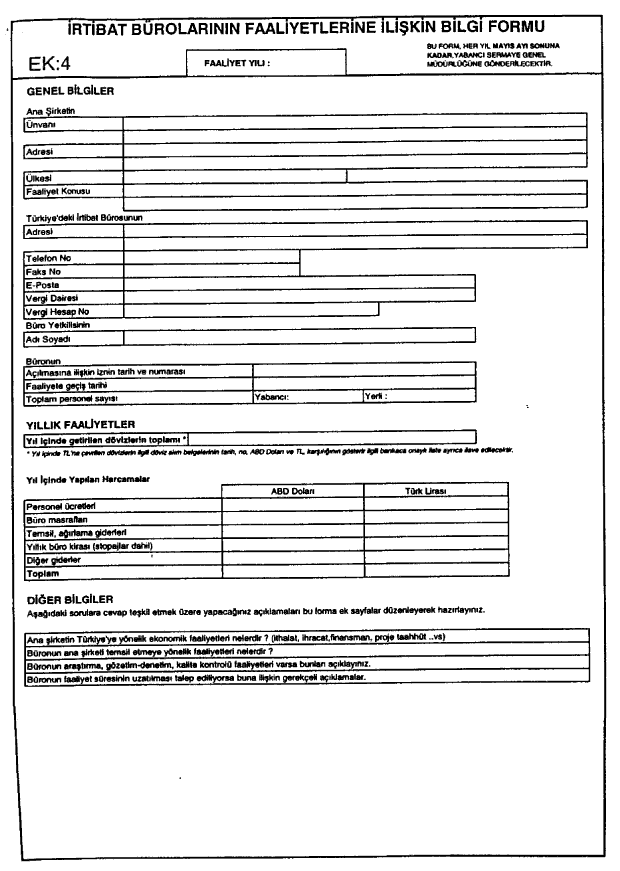 İRTİBAT BÜROLARININ FAALİYETLERİNE İLİŞKİN BİLGİ FORMU
EK:4
FAALİYET YILI :
BU FORM, HER YIL MAYIS AYI SONUNA
KADAR YABANCI SERMAYE GENEL
MÜDÜRLÜĞÜNE GÖNDERİLECEKTİR.
GENEL BİLGİLER
Ana Şirketin
Ünvanı
Adresi
Ülkesi
Faaliyet Konusu
Türkiye'deki İrtibat Bürosunun
Adresi
Telefon No
Faks No
E-Posta
Vergi Dairesi
Vergi Hesap No
Büro Yetkilisinin
Adı Soyadı
Büronun
Açılmasına ilişkin iznin tarih ve numarası
Faaliyete geçiş tarihi
Toplam personel sayısı Yabancı: Yerli :
YILLIK FAALİYETLER
Yıl içinde getirilen dövizlerin toplamı *
* Yıl içinde TL'na çevrilen dövizlerin ilgili döviz alım belgelerinin tarih, no, ABD Doları ve TL, karşılığının gösterir ilgili bankaca onaylı liste ayrıca ilave edilecektir.
Yıl İçinde Yapılan Harcamalar
ABD Doları Türk Lirası
Personel ücretleri
Büro masrafları
Temsil, ağırlama giderleri
Yıllık büro kirası (stopajlar dahil)
Diğer giderler
Toplam
DİĞER BİLGİLER
Aşağıdaki sorulara cevap teşkil etmek üzere yapacağınız açıklamaları bu forma ek sayfalar düzenleyerek hazırlayınız.
Ana şirketin Türkiye'ye yönelik ekonomik faaliyetleri nelerdir ? (ithalat, ihracat,finansman, proje taahhüt ..vs)
Büronun ana şirketi temsil etmeye yönelik faaliyetleri nelerdir ?
Büronun araştırma, gözetim-denetim, kalite kontrolü faaliyetleri varsa bunları açıklayınız.
Büronun faaliyet süresinin uzatılması talep ediliyorsa buna ilişkin gerekçeli açıklamalar.